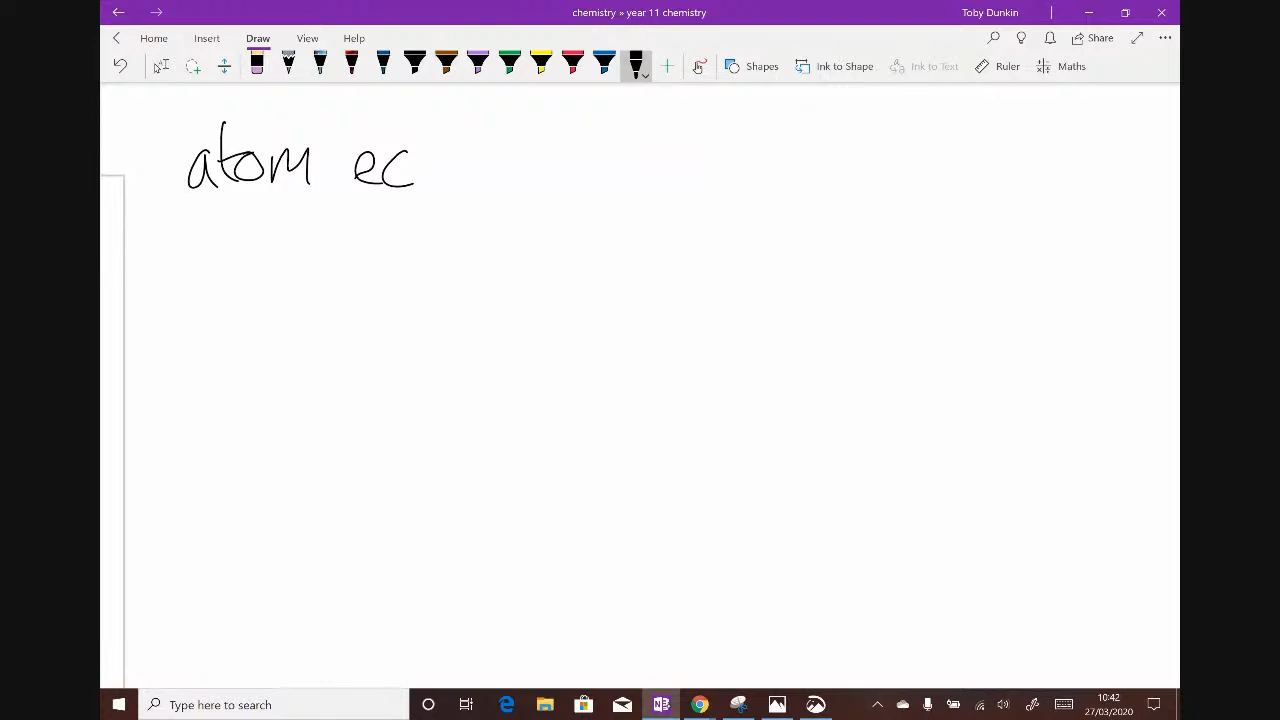 chemistry » year 11 chemistry
Toby Dunkin
Home Insert Draw View Help
Share
Shapes Ink to Shape Ink to Text Ruler Maths
atom ec
Type here to search
10:42
27/03/2020